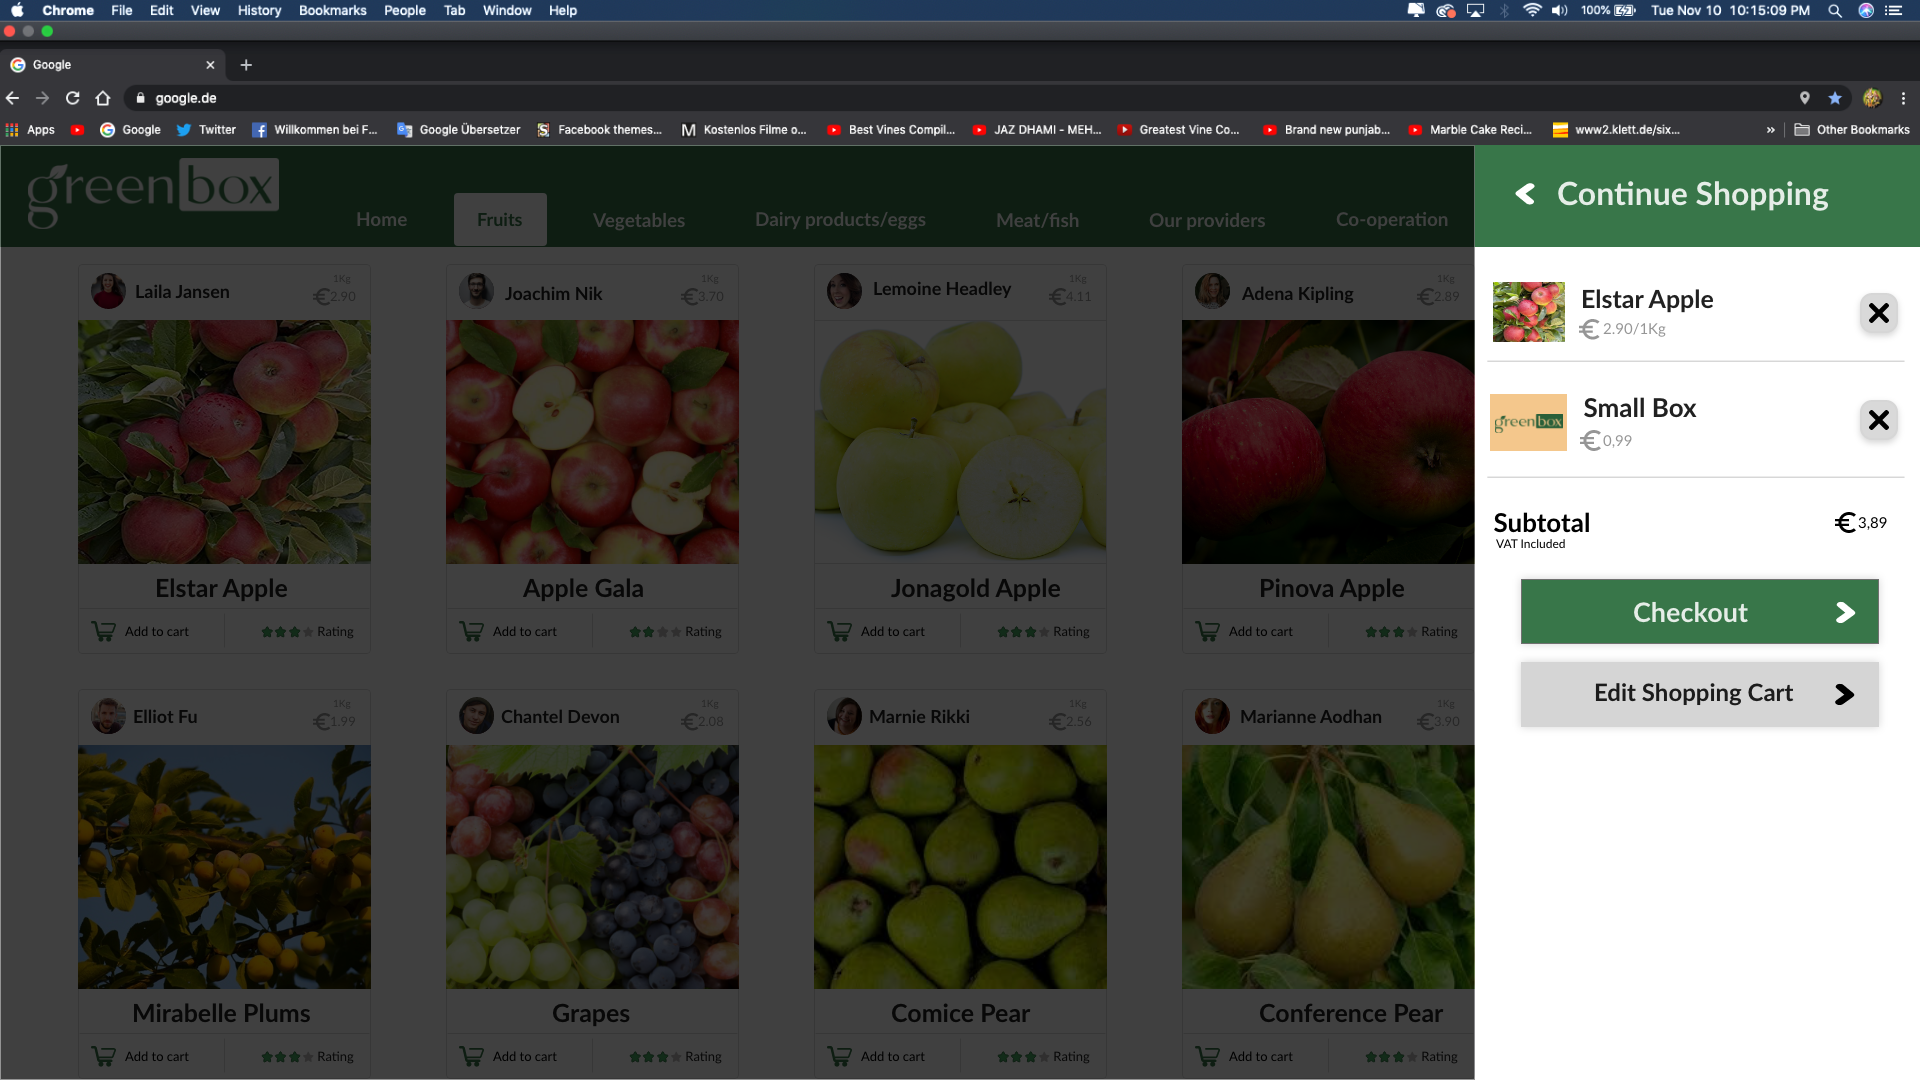 Chrome File Edit View History Bookmarks People Tab Window Help 100% Tue Nov 10 10:15:09 PM
Google
google.de
Apps Google Twitter Willkommen bei F... Google Übersetzer Facebook themes... Kostenlos Filme o... Best Vines Compil... JAZ DHAMI - MEH... Greatest Vine Co... Brand new punjab... Marble Cake Reci... www2.klett.de/six... » Other Bookmarks
greenbox
Home Fruits Vegetables Dairy products/eggs Meat/fish Our providers Co-operation
Laila Jansen 1Kg €2.90
Elstar Apple
Add to cart Rating
Joachim Nik 1Kg €3.70
Apple Gala
Add to cart Rating
Lemoine Headley 1Kg €4.11
Jonagold Apple
Add to cart Rating
Adena Kipling 1Kg €2.89
Pinova Apple
Add to cart Rating
Elliot Fu 1Kg €1.99
Mirabelle Plums
Add to cart Rating
Chantel Devon 1Kg €2.08
Grapes
Add to cart Rating
Marnie Rikki 1Kg €2.56
Comice Pear
Add to cart Rating
Marianne Aodhan 1Kg €3.90
Conference Pear
Add to cart Rating
Continue Shopping
Elstar Apple
€ 2.90/1Kg
greenbox
Small Box
€0,99
Subtotal €3,89
VAT Included
Checkout
Edit Shopping Cart